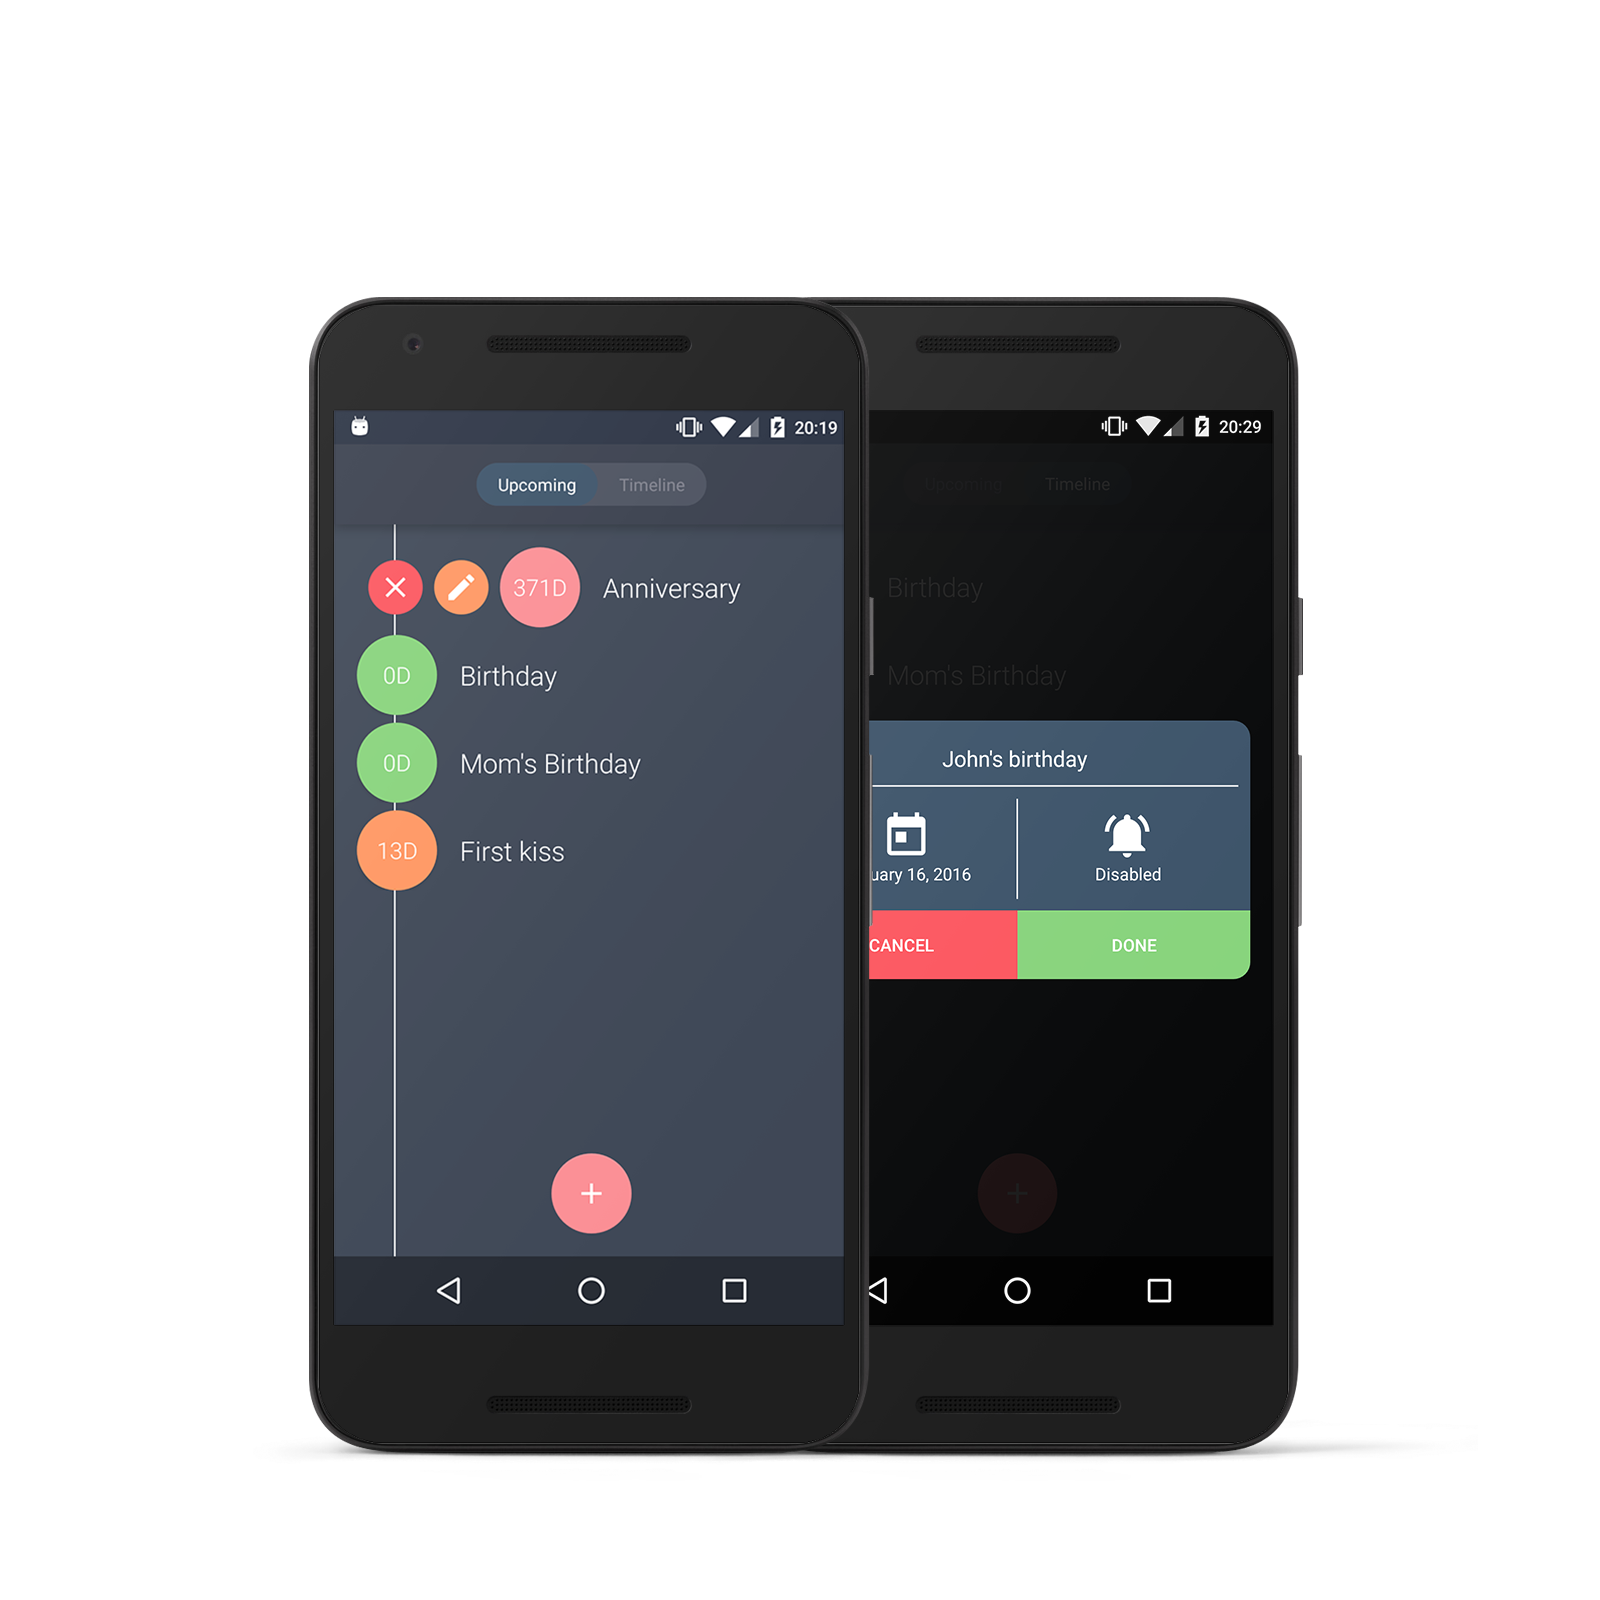 20:19
Upcoming Timeline
371D Anniversary
0D Birthday
0D Mom's Birthday
13D First kiss
20:29
Upcoming Timeline
Birthday
Mom's Birthday
John's birthday
uary 16, 2016
Disabled
CANCEL
DONE